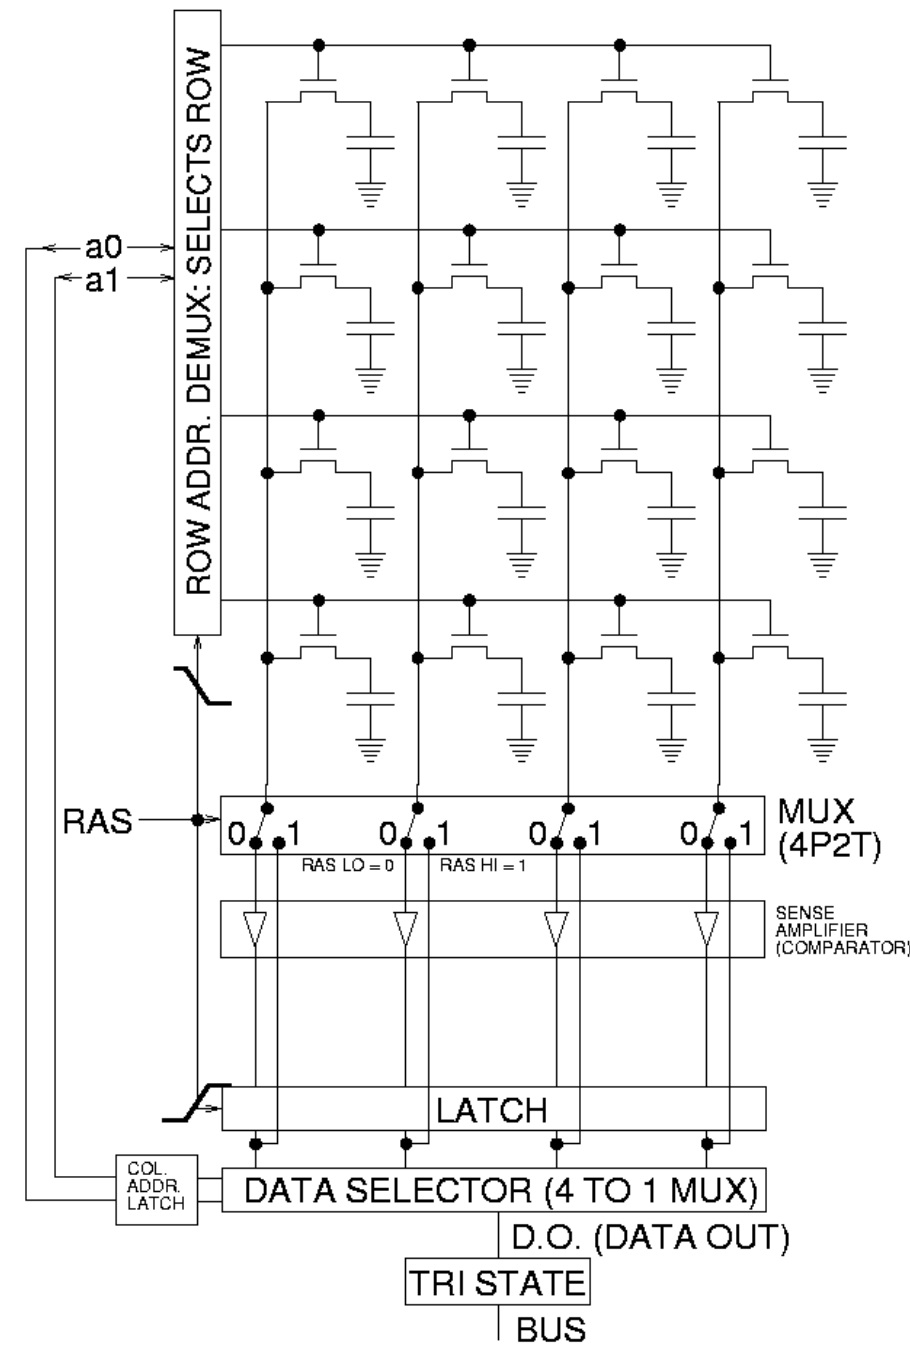 ROW ADDR. DEMUX: SELECTS ROW
a0
a1
RAS
0 1 0 1 0 1 0 1
MUX
(4P2T)
RAS LO = 0 RAS HI = 1
SENSE
AMPLIFIER
(COMPARATOR)
LATCH
COL.
ADDR.
LATCH
DATA SELECTOR (4 TO 1 MUX)
D.O. (DATA OUT)
TRI STATE
BUS